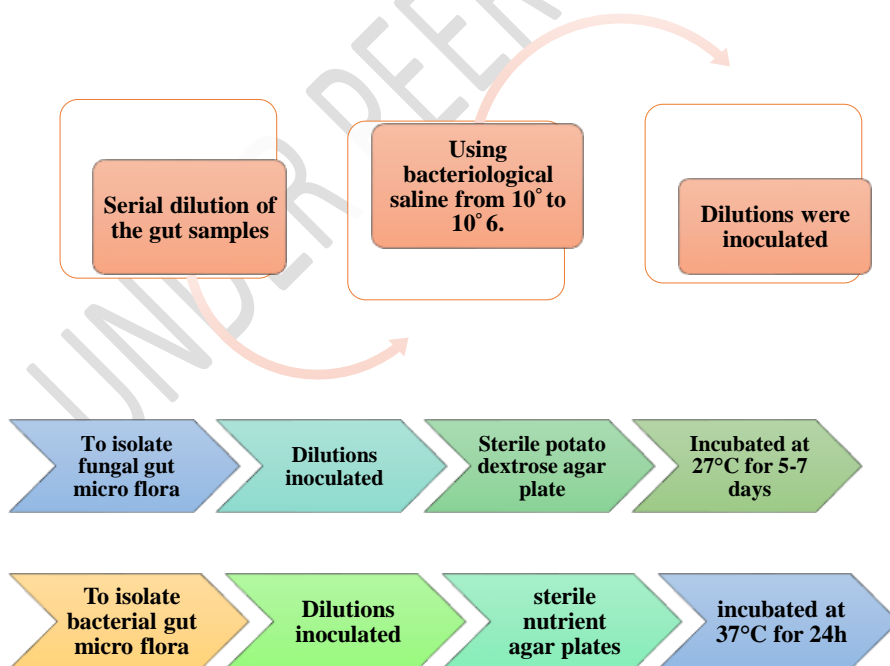 UNDER PEER
Serial dilution of
the gut samples
Using
bacteriological
saline from 10° to
10° 6.
Dilutions were
inoculated
To isolate
fungal gut
micro flora
Dilutions
inoculated
Sterile potato
dextrose agar
plate
Incubated at
27°C for 5-7
days
To isolate
bacterial gut
micro flora
Dilutions
inoculated
sterile
nutrient
agar plates
incubated at
37°C for 24h